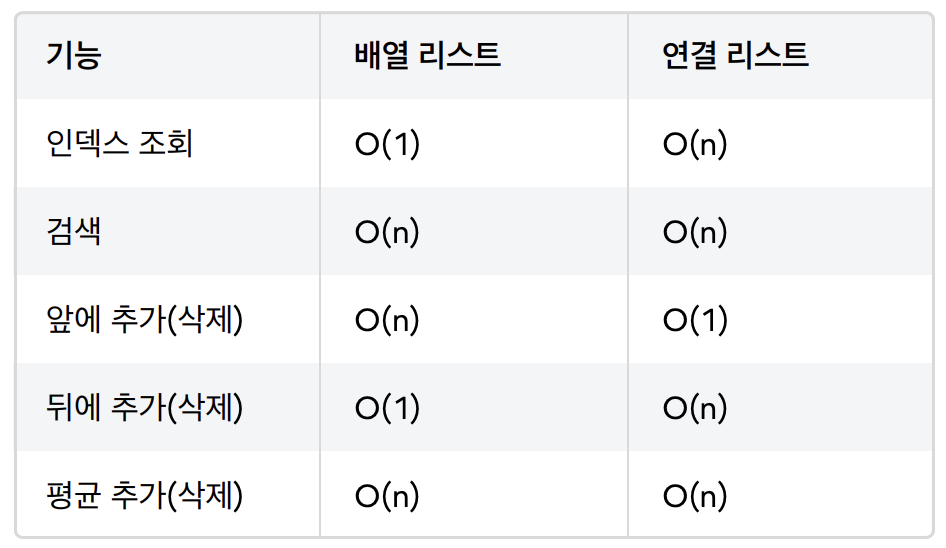 기능 배열 리스트 연결 리스트
인덱스 조회 O(1) O(n)
검색 O(n) O(n)
앞에 추가(삭제) O(n) O(1)
뒤에 추가(삭제) O(1) O(n)
평균 추가(삭제) O(n) O(n)